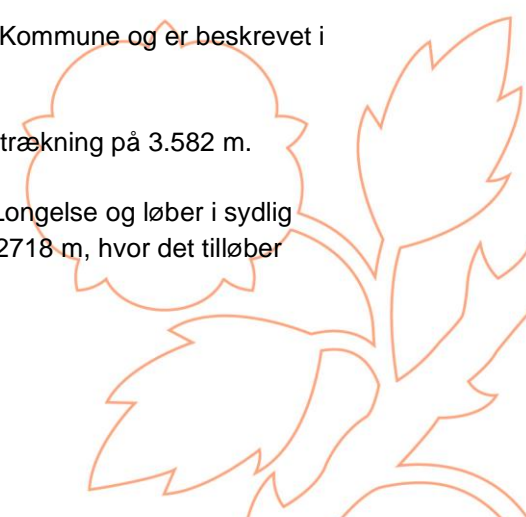 Kommune og er beskrevet i
trækning på 3.582 m.
Longelse og løber i sydlig
2718 m, hvor det tilløber